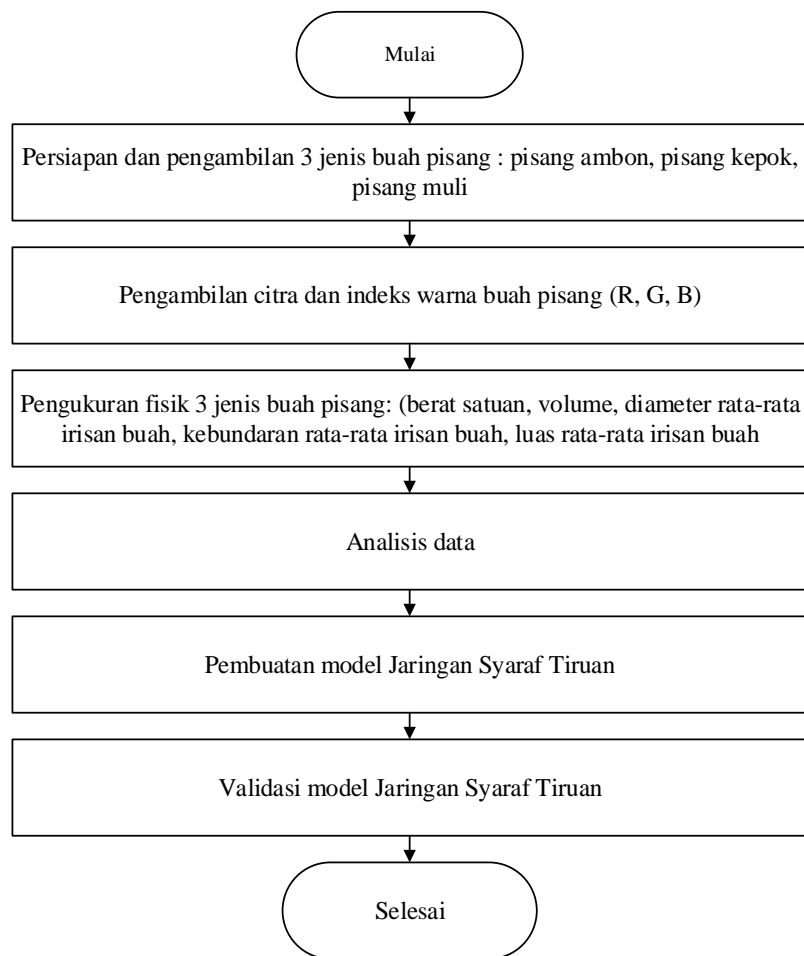 Mulai
Persiapan dan pengambilan 3 jenis buah pisang : pisang ambon, pisang kepok,
pisang muli
Pengambilan citra dan indeks warna buah pisang (R, G, B)
Pengukuran fisik 3 jenis buah pisang: (berat satuan, volume, diameter rata-rata
irisan buah, kebundaran rata-rata irisan buah, luas rata-rata irisan buah
Analisis data
Pembuatan model Jaringan Syaraf Tiruan
Validasi model Jaringan Syaraf Tiruan
Selesai